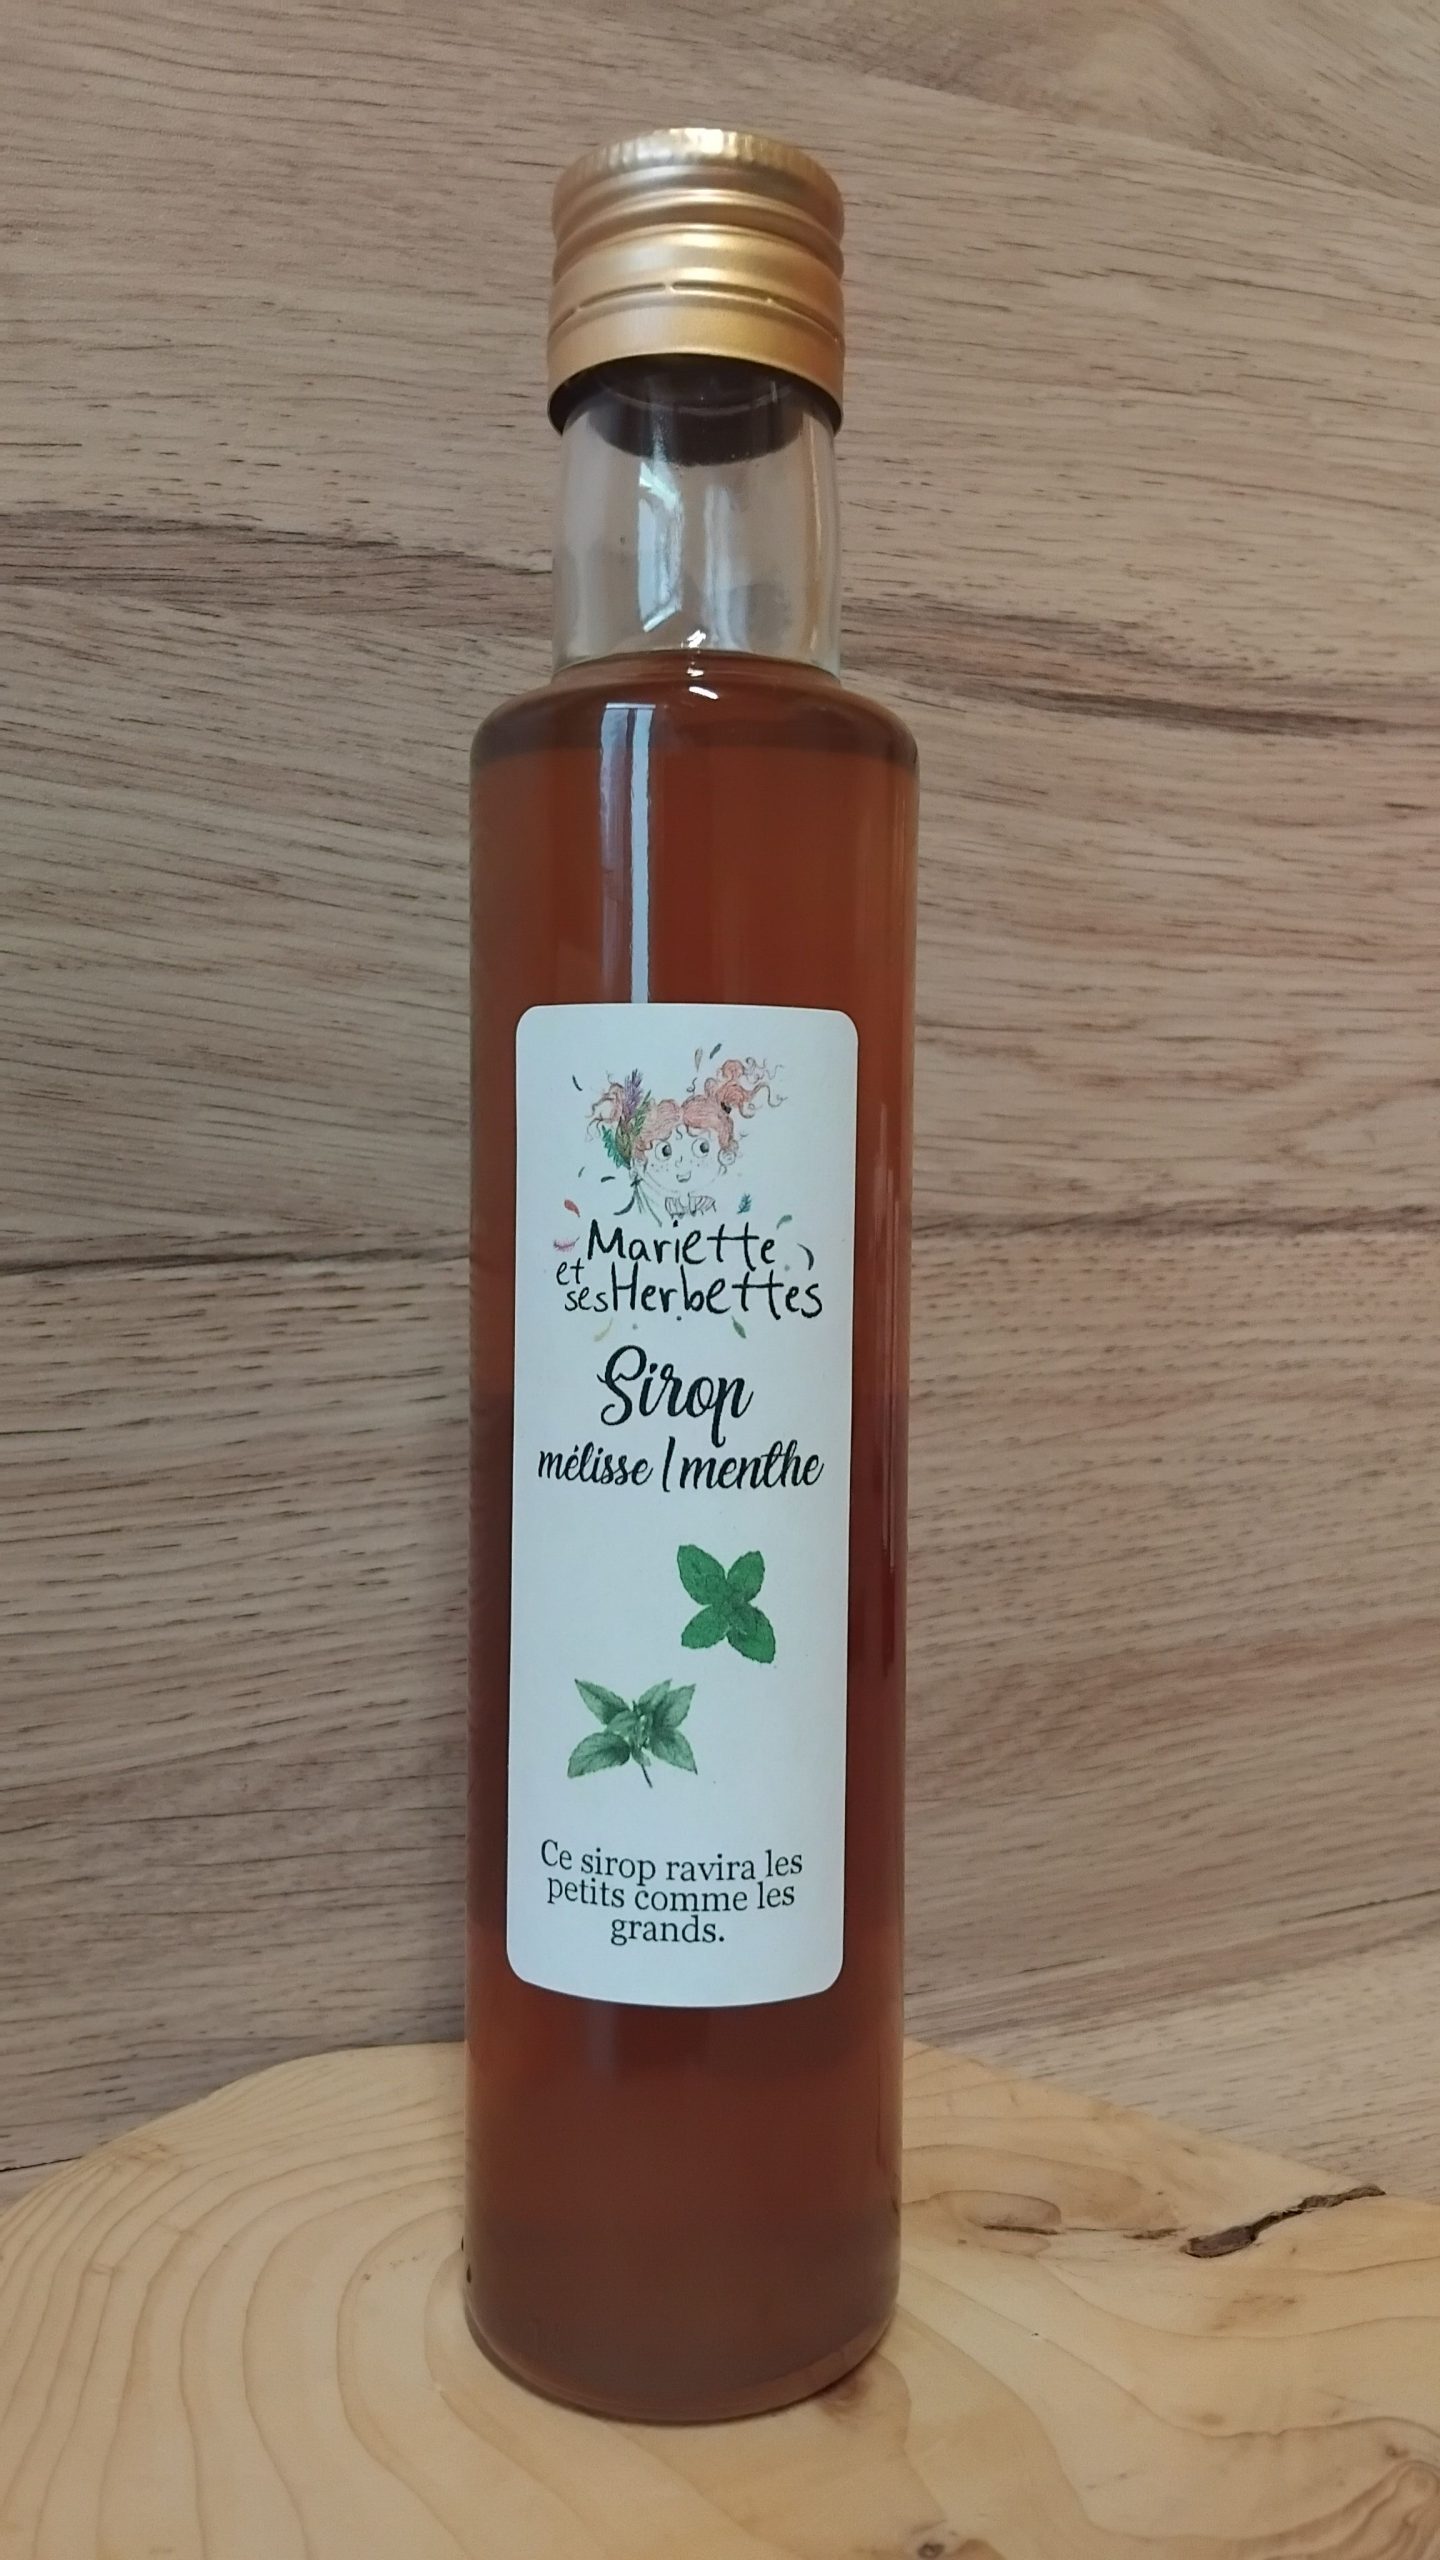 Mariette
et
ses Herbettes
Sirop
mélisse / menthe
Ce sirop ravira les
petits comme les
grands.